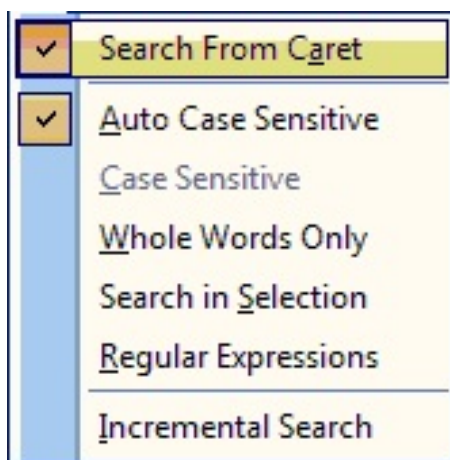 Search From Caret
Auto Case Sensitive
Case Sensitive
Whole Words Only
Search in Selection
Regular Expressions
Incremental Search